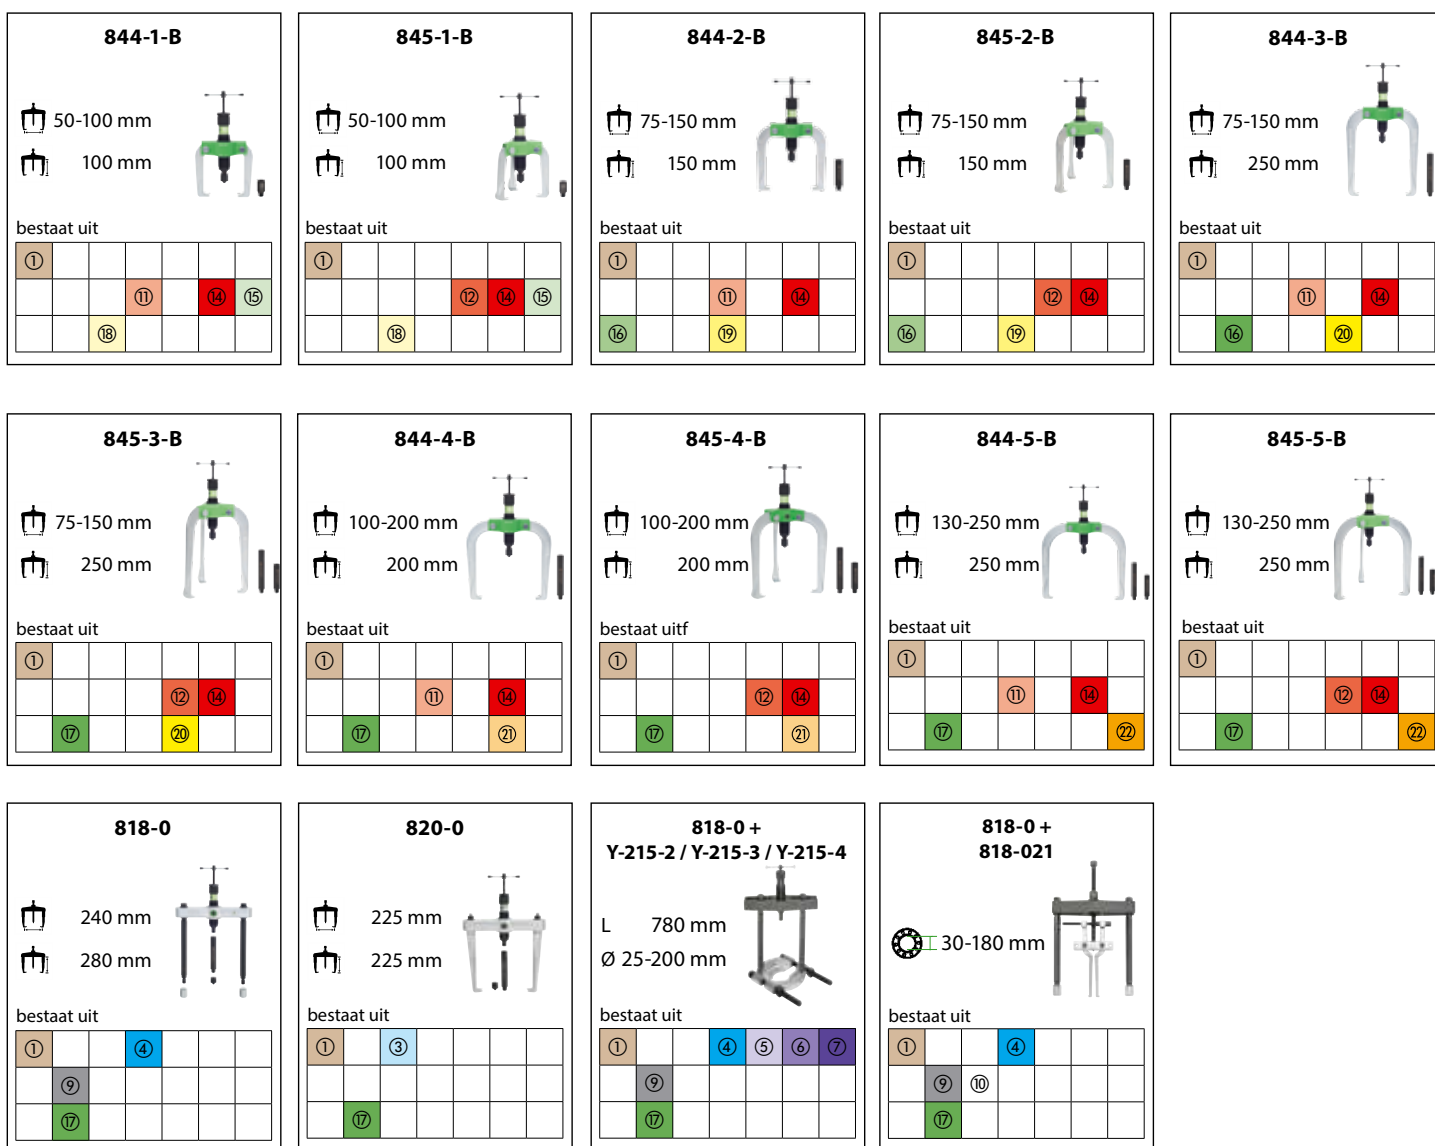 844-1-B
50-100 mm
100 mm
bestaat uit
①
⑪ ⑭ ⑮
⑱
845-1-B
50-100 mm
100 mm
bestaat uit
①
⑫ ⑭ ⑮
⑱
844-2-B
75-150 mm
150 mm
bestaat uit
①
⑪ ⑭
⑯ ⑲
845-2-B
75-150 mm
150 mm
bestaat uit
①
⑫ ⑭
⑯ ⑲
844-3-B
75-150 mm
250 mm
bestaat uit
①
⑪ ⑭
⑯ ⑳
845-3-B
75-150 mm
250 mm
bestaat uit
①
⑫ ⑭
⑰ ⑳
844-4-B
100-200 mm
200 mm
bestaat uit
①
⑪ ⑭
⑰ ㉑
845-4-B
100-200 mm
200 mm
bestaat uitf
①
⑫ ⑭
⑰ ㉑
844-5-B
130-250 mm
250 mm
bestaat uit
①
⑪ ⑭
⑰ ㉒
845-5-B
130-250 mm
250 mm
bestaat uit
①
⑫ ⑭
⑰ ㉒
818-0
240 mm
280 mm
bestaat uit
① ④
⑨
⑰
820-0
225 mm
225 mm
bestaat uit
① ③
⑰
818-0 +
Y-215-2 / Y-215-3 / Y-215-4
L 780 mm
Ø 25-200 mm
bestaat uit
① ④ ⑤ ⑥ ⑦
⑨
⑰
818-0 +
818-021
30-180 mm
bestaat uit
① ④
⑨ ⑩
⑰